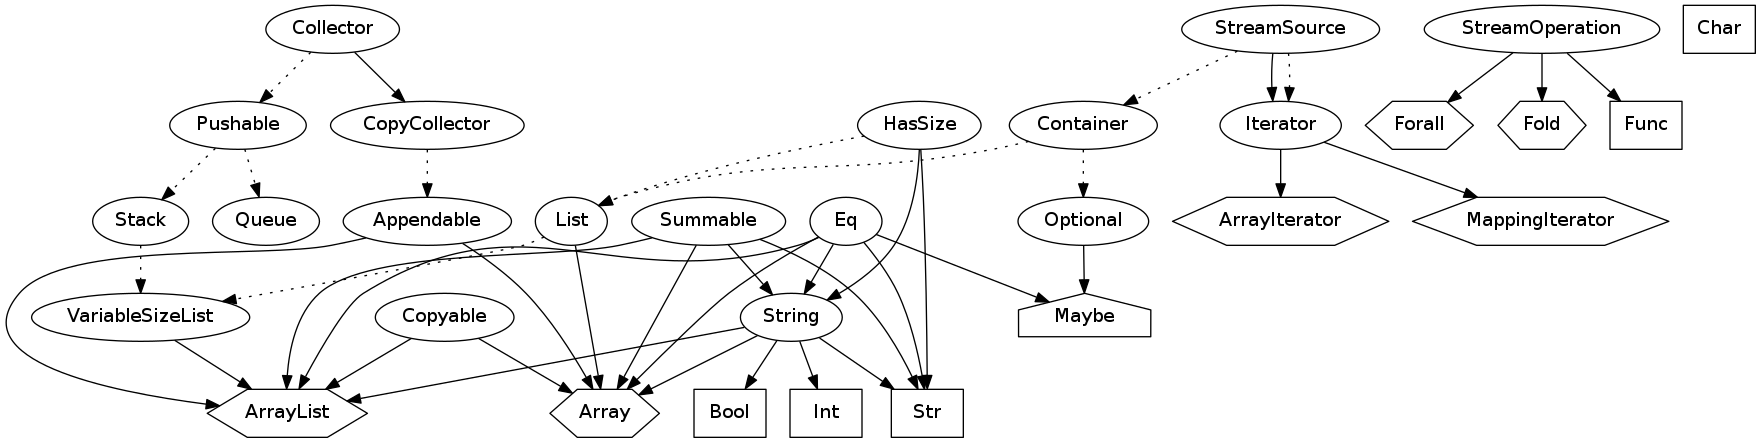 Collector
StreamSource
StreamOperation
Char
Pushable
CopyCollector
HasSize
Container
Iterator
Forall
Fold
Func
Stack
Queue
Appendable
List
Summable
Eq
Optional
ArrayIterator
MappingIterator
VariableSizeList
Copyable
String
Maybe
ArrayList
Array
Bool
Int
Str